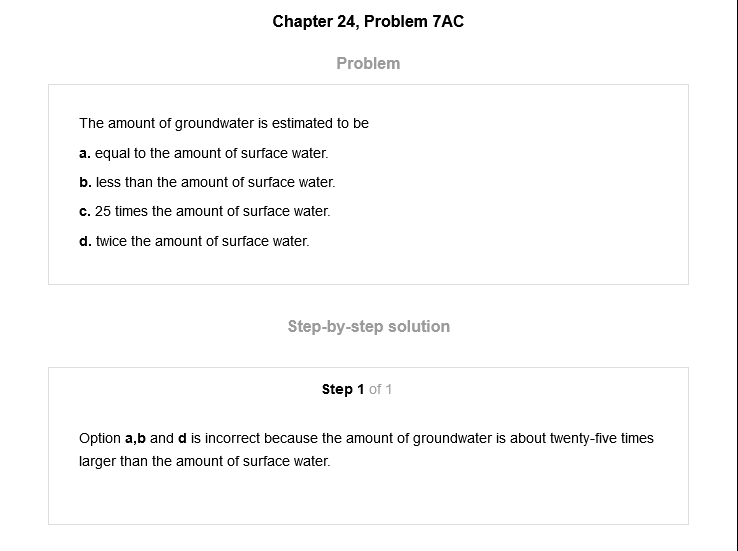 Chapter 24, Problem 7AC
Problem
The amount of groundwater is estimated to be
a. equal to the amount of surface water.
b. less than the amount of surface water.
c. 25 times the amount of surface water.
d. twice the amount of surface water.
Step-by-step solution
Step 1 of 1
Option a,b and d is incorrect because the amount of groundwater is about twenty-five times
larger than the amount of surface water.